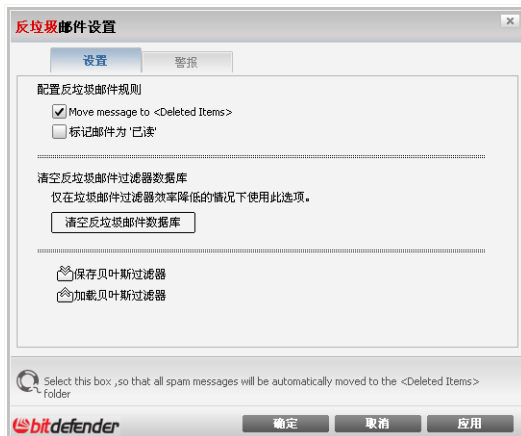 反垃圾邮件设置
设置
警报
配置反垃圾邮件规则
Move message to <Deleted Items>
标记邮件为 '已读'
清空反垃圾邮件过滤器数据库
仅在垃圾邮件过滤器效率降低的情况下使用此选项。
清空反垃圾邮件数据库
保存贝叶斯过滤器
加载贝叶斯过滤器
Select this box ,so that all spam messages will be automatically moved to the <Deleted Items>
folder
bitdefender
确定
取消
应用